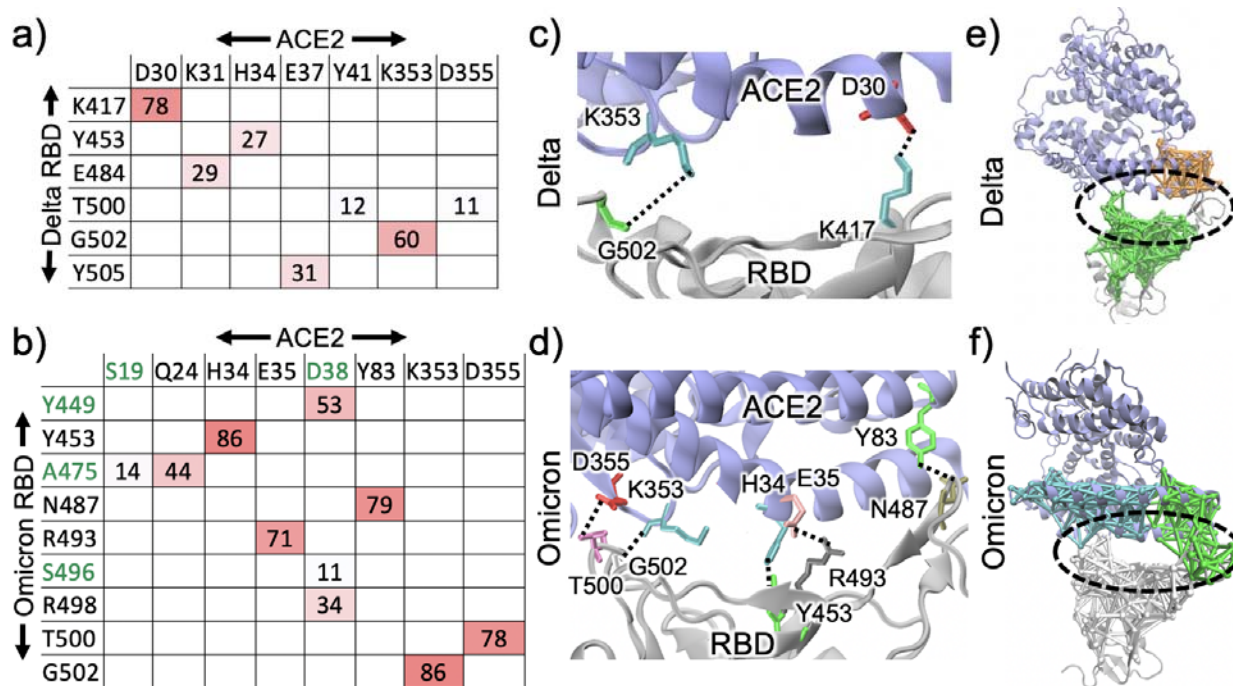 a)
ACE2
D30 K31 H34 E37 Y41 K353 D355
Delta RBD
K417 78
Y453 27
E484 29
T500 12 11
G502 60
Y505 31
b)
ACE2
S19 Q24 H34 E35 D38 Y83 K353 D355
Omicron RBD
Y449 53
Y453 86
A475 14 44
N487 79
R493 71
S496 11
R498 34
T500 78
G502 86
c)
Delta
ACE2
D30
K353
K417
G502
RBD
d)
Omicron
ACE2
Y83
D355
K353
H34
E35
N487
G502
T500
R493
Y453
RBD
e)
Delta
f)
Omicron